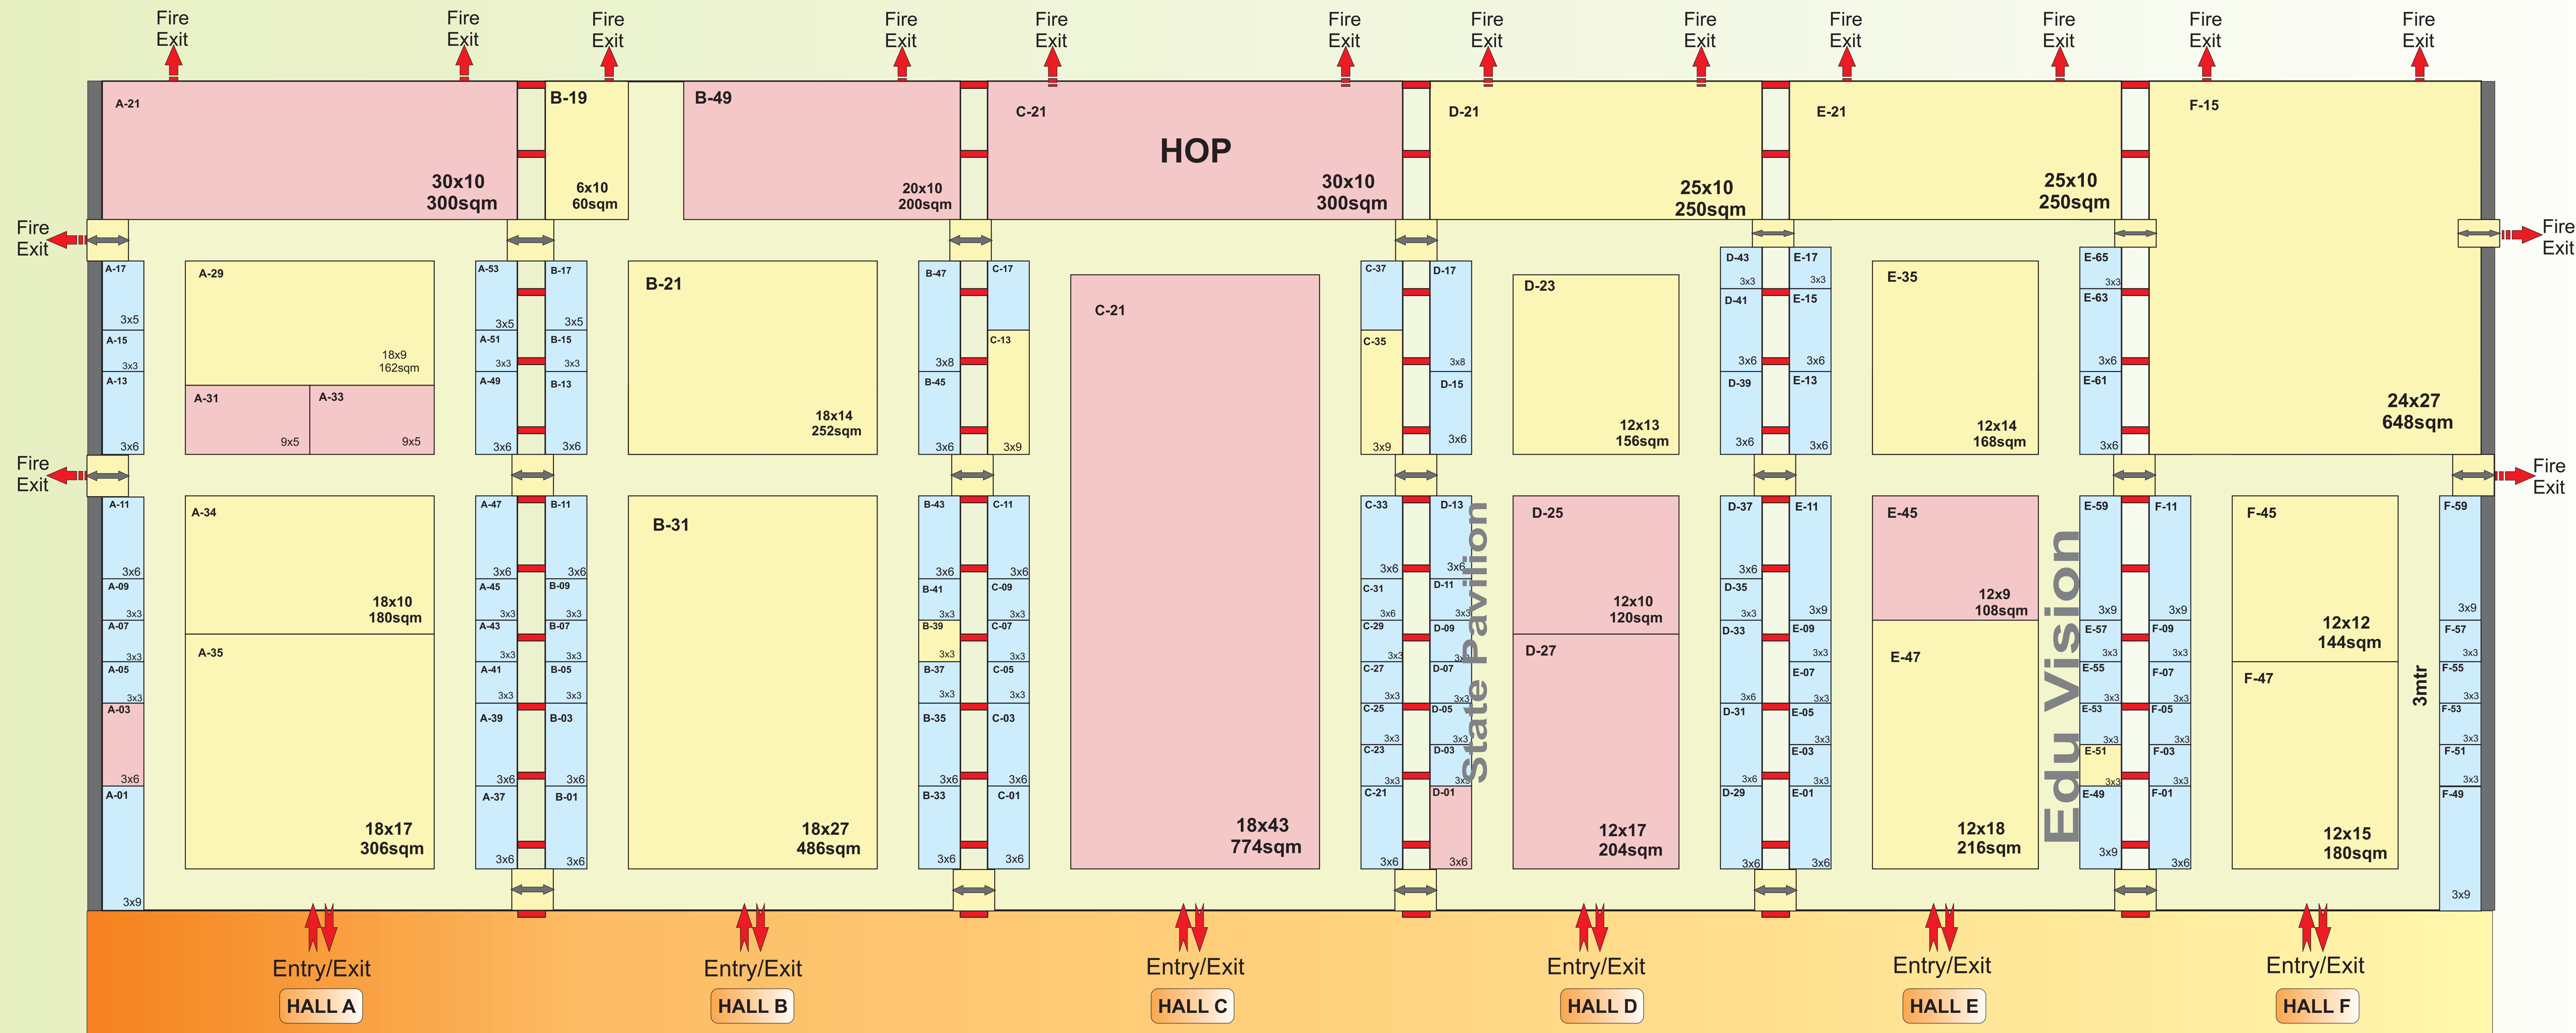 Fire Exit
Fire Exit
Fire Exit
Fire Exit
Fire Exit
Fire Exit
Fire Exit
Fire Exit
Fire Exit
Fire Exit
Fire Exit
Fire Exit
A-21
30x10
300sqm
B-19
6x10
60sqm
B-49
20x10
200sqm
C-21
HOP
30x10
300sqm
D-21
25x10
250sqm
E-21
25x10
250sqm
F-15
24x27
648sqm
Fire
Exit
Fire
Exit
Fire
Exit
Fire
Exit
A-17
3x5
A-15
3x3
A-13
3x6
A-11
3x6
A-09
3x3
A-07
3x3
A-05
3x3
A-03
3x6
A-01
3x9
A-29
18x9
162sqm
A-31
9x5
A-33
9x5
A-34
18x10
180sqm
A-35
18x17
306sqm
A-53
3x5
A-51
3x3
A-49
3x6
A-47
3x6
A-45
3x3
A-43
3x3
A-41
3x3
A-39
3x6
A-37
3x6
B-17
3x5
B-15
3x3
B-13
3x6
B-11
3x6
B-09
3x3
B-07
3x3
B-05
3x3
B-03
3x6
B-01
3x6
B-21
18x14
252sqm
B-31
18x27
486sqm
B-47
3x8
B-45
3x6
B-43
3x6
B-41
3x3
B-39
3x3
B-37
3x3
B-35
3x6
B-33
3x6
C-17
C-13
3x9
C-11
3x6
C-09
3x3
C-07
3x3
C-05
3x3
C-03
3x6
C-01
3x6
C-21
18x43
774sqm
C-37
C-35
3x9
C-33
3x6
C-31
3x6
C-29
3x3
C-27
3x3
C-25
3x3
C-23
3x3
C-21
3x6
D-17
3x8
D-15
3x6
D-13
3x6
D-11
3x3
D-09
3x3
D-07
3x3
D-05
3x3
D-03
3x3
D-01
3x6
State Pavilion
D-23
12x13
156sqm
D-25
12x10
120sqm
D-27
12x17
204sqm
D-43
3x3
D-41
3x6
D-39
3x6
D-37
3x6
D-35
3x3
D-33
3x6
D-31
3x6
D-29
3x6
E-17
3x3
E-15
3x6
E-13
3x6
E-11
3x9
E-09
3x3
E-07
3x3
E-05
3x3
E-03
3x3
E-01
3x6
E-35
12x14
168sqm
E-45
12x9
108sqm
E-47
12x18
216sqm
Edu Vision
E-65
3x3
E-63
3x6
E-61
3x6
E-59
3x9
E-57
3x3
E-55
3x3
E-53
3x3
E-51
3x3
E-49
3x9
F-11
3x9
F-09
3x3
F-07
3x3
F-05
3x3
F-03
3x3
F-01
3x6
F-45
12x12
144sqm
F-47
12x15
180sqm
3mtr
F-59
3x9
F-57
3x3
F-55
3x3
F-53
3x3
F-51
3x3
F-49
3x9
Entry/Exit
HALL A
Entry/Exit
HALL B
Entry/Exit
HALL C
Entry/Exit
HALL D
Entry/Exit
HALL E
Entry/Exit
HALL F